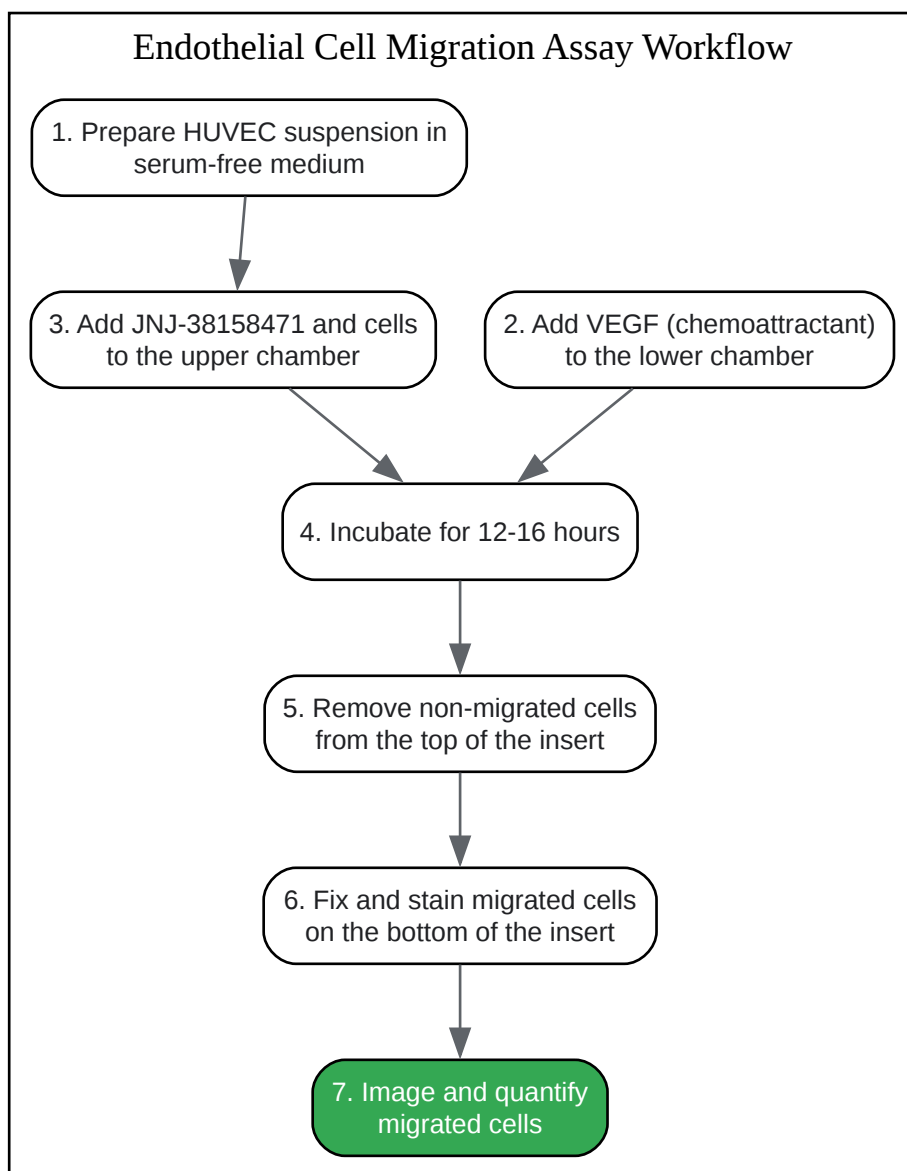 Endothelial Cell Migration Assay Workflow
1. Prepare HUVEC suspension in
serum-free medium
3. Add JNJ-38158471 and cells
to the upper chamber
2. Add VEGF (chemoattractant)
to the lower chamber
4. Incubate for 12-16 hours
5. Remove non-migrated cells
from the top of the insert
6. Fix and stain migrated cells
on the bottom of the insert
7. Image and quantify
migrated cells